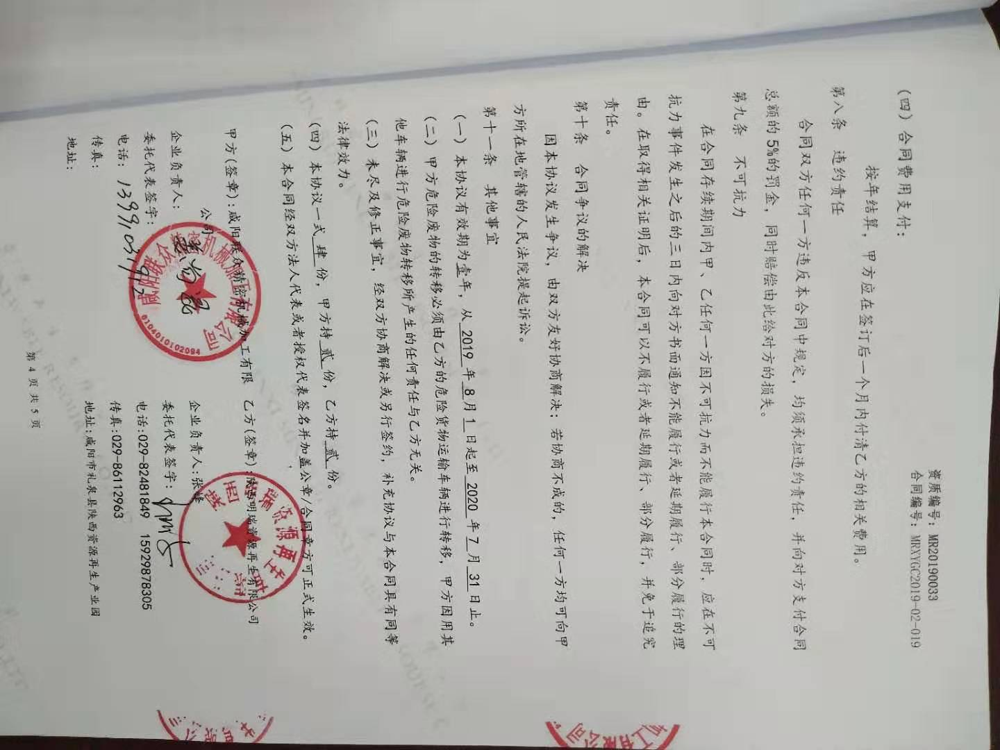 资质编号：MR20190033
合同编号：MRXYGC2019-02-019
（四）合同费用支付：
按年结算，甲方应在签订后一个月内付清乙方的相关费用。
第八条 违约责任
合同双方任何一方违反本合同中规定，均须承担违约责任，并向对方支付合同
总额的 5%的罚金，同时赔偿由此给对方的损失。
第九条 不可抗力
在合同存续期间内甲、乙任何一方因不可抗力而不能履行本合同时，应在不可
抗力事件发生之后的三日内向对方书面通知不能履行或者延期履行、部分履行的理
由。在取得相关证明后，本合同可以不履行或者延期履行、部分履行，并免于追究
责任。
第十条 合同争议的解决
因本协议发生争议，由双方友好协商解决；若协商不成的，任何一方均可向甲
方所在地管辖的人民法院提起诉讼。
第十一条 其他事宜
（一）本协议有效期为壹年，从 2019 年 8 月 1 日起至 2020 年 7 月 31 日止。
（二）甲方危险废物的转移必须由乙方的危险货物运输车辆进行转移，甲方因用其
他车辆进行危险废物转移所产生的任何责任与乙方无关。
（三）未尽及修正事宜，经双方协商解决或另行签约，补充协议与本合同具有同等
法律效力。
（四）本协议一式 肆 份，甲方持 贰 份，乙方持 贰 份。
（五）本合同经双方法人代表或者授权代表签名并加盖公章/合同章方可正式生效。
甲方(签章):咸阳联众精密机械加工有限
公司
企业负责人：
委托代表签字：
电话：
传真：
地址：
6104010102094
乙方(签章):陕西明瑞资源再生有限公司
企业负责人:张峰
委托代表签字：
电话:029-82481849 15929878305
传真:029-86112963
地址:咸阳市礼泉县陕西资源再生产业园
第 4 页 共 5 页